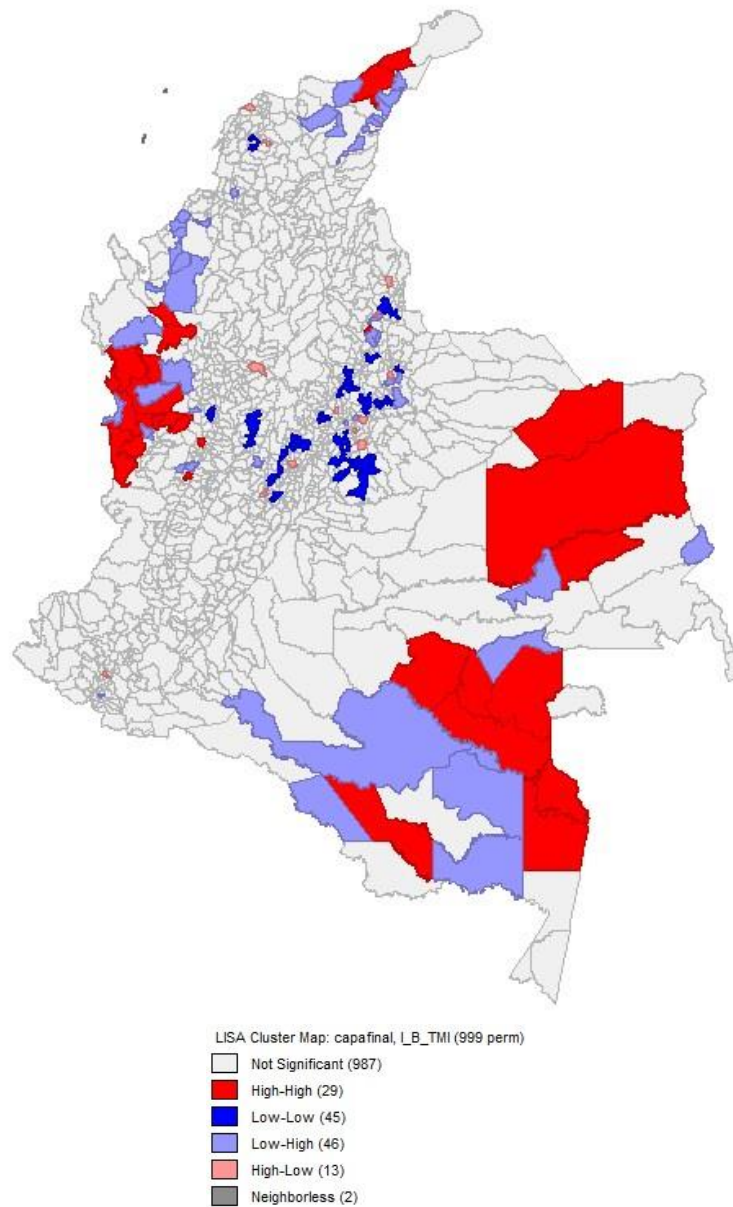 LISA Cluster Map: capafinal, I_B_TMI (999 perm)
Not Significant (987)
High-High (29)
Low-Low (45)
Low-High (46)
High-Low (13)
Neighborless (2)